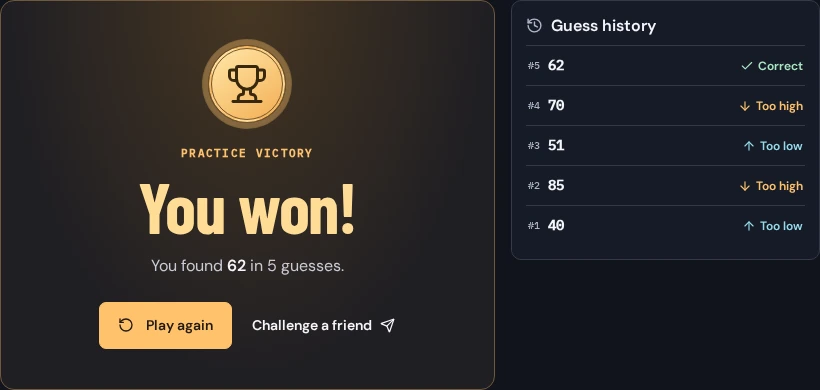 PRACTICE VICTORY
You won!
You found 62 in 5 guesses.
Play again
Challenge a friend
Guess history
#5 62 Correct
#4 70 Too high
#3 51 Too low
#2 85 Too high
#1 40 Too low